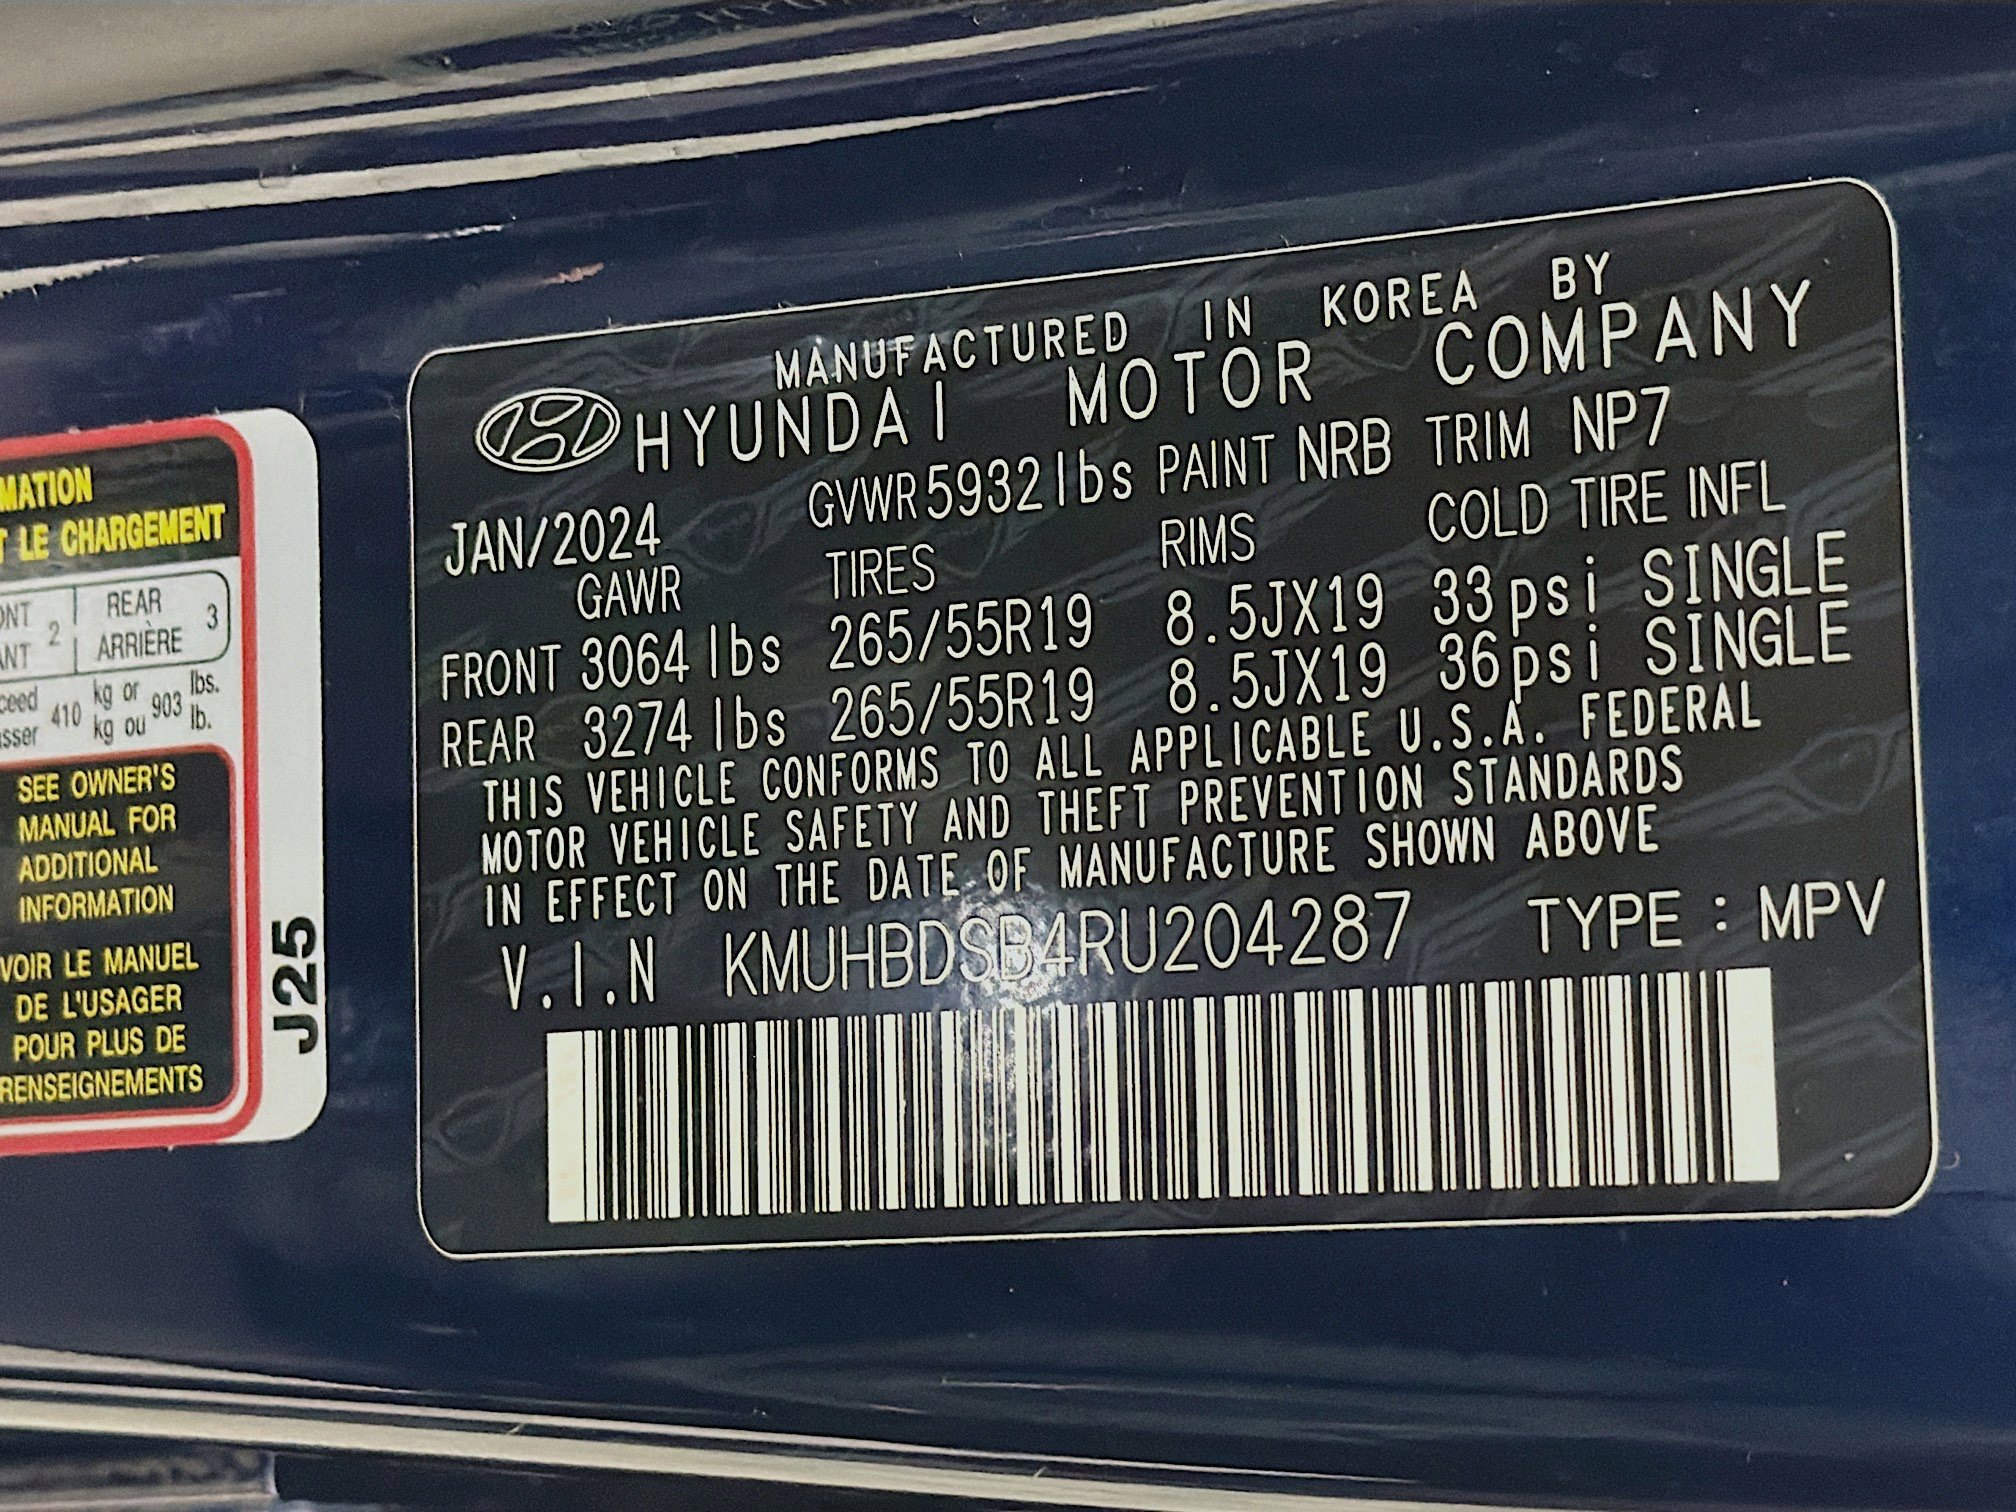 MATION
T LE CHARGEMENT
REAR
2 3
ARRIÈRE
kg or lbs.
410 903
kg ou lb.
SEE OWNER'S
MANUAL FOR
ADDITIONAL
INFORMATION
VOIR LE MANUEL
DE L'USAGER
POUR PLUS DE
RENSEIGNEMENTS
J25
MANUFACTURED IN KOREA BY
HYUNDAI MOTOR COMPANY
JAN/2024 GVWR 5932 lbs PAINT NRB TRIM NP7
GAWR TIRES RIMS COLD TIRE INFL
FRONT 3064 lbs 265/55R19 8.5JX19 33psi SINGLE
REAR 3274 lbs 265/55R19 8.5JX19 36psi SINGLE
THIS VEHICLE CONFORMS TO ALL APPLICABLE U.S.A. FEDERAL
MOTOR VEHICLE SAFETY AND THEFT PREVENTION STANDARDS
IN EFFECT ON THE DATE OF MANUFACTURE SHOWN ABOVE
V.I.N KMUHBDSB4RU204287 TYPE : MPV